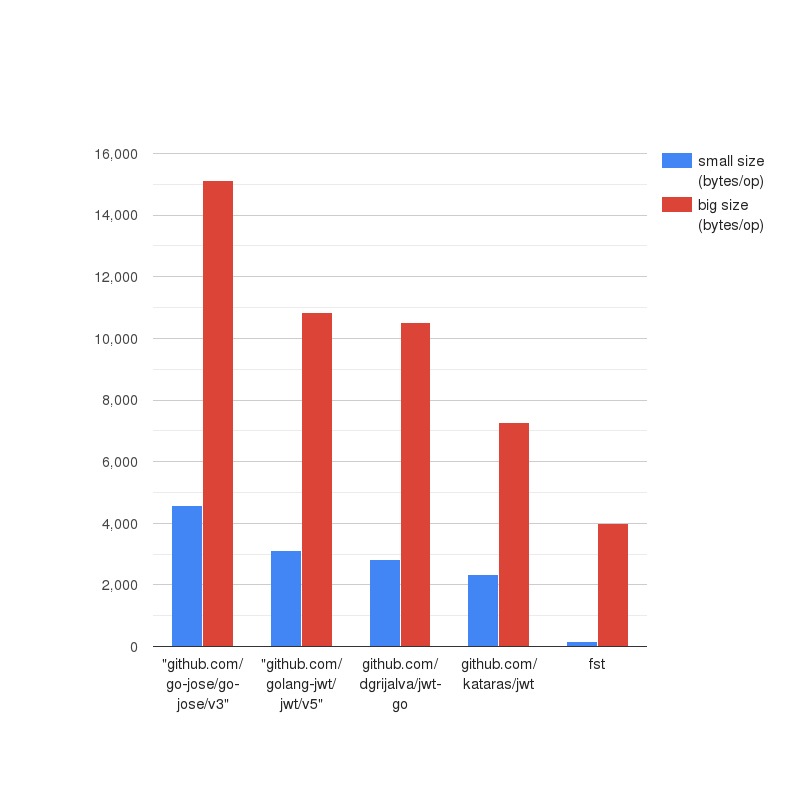 16,000
14,000
12,000
10,000
8,000
6,000
4,000
2,000
0
small size
(bytes/op)
big size
(bytes/op)
"github.com/
go-jose/go-
jose/v3"
"github.com/
golang-jwt/
jwt/v5"
github.com/
dgrijalva/jwt-
go
github.com/
kataras/jwt
fst